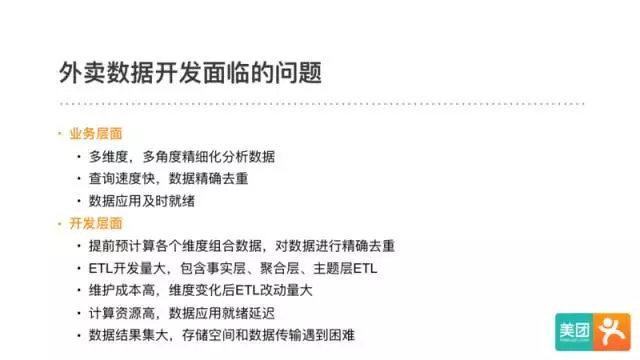 外卖数据开发面临的问题
• 业务层面
• 多维度，多角度精细化分析数据
• 查询速度快，数据精确去重
• 数据应用及时就绪
• 开发层面
• 提前预计算各个维度组合数据，对数据进行精确去重
• ETL开发量大，包含事实层、聚合层、主题层ETL
• 维护成本高，维度变化后ETL改动量大
• 计算资源高，数据应用就绪延迟
• 数据结果集大，存储空间和数据传输遇到困难
美团